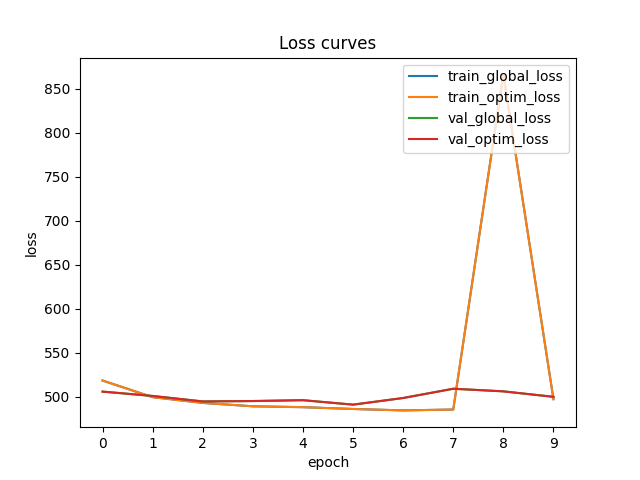 Loss curves
train_global_loss
train_optim_loss
val_global_loss
val_optim_loss
850
800
750
700
650
600
550
500
loss
0 1 2 3 4 5 6 7 8 9
epoch